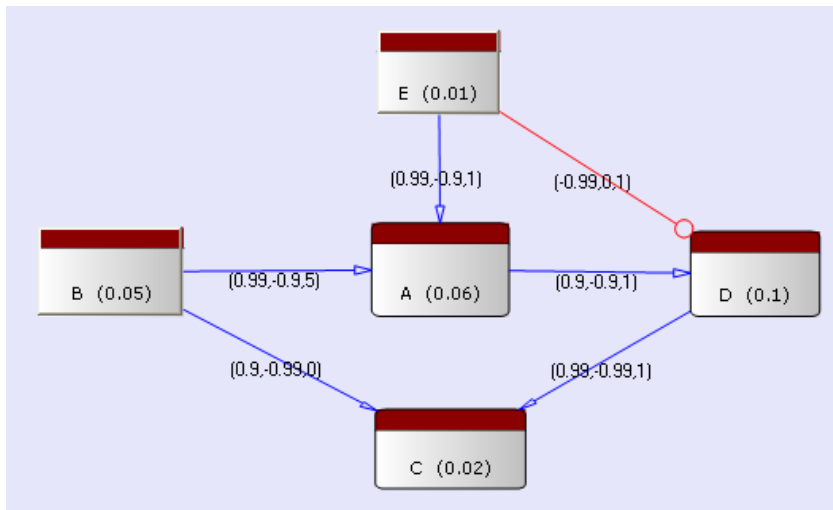 E (0.01)
(0.99,-0.9,1)
(-0.99,0,1)
B (0.05)
(0.99,-0.9,5)
A (0.06)
(0.9,-0.9,1)
D (0.1)
(0.9,-0.99,0)
(0.99,-0.99,1)
C (0.02)